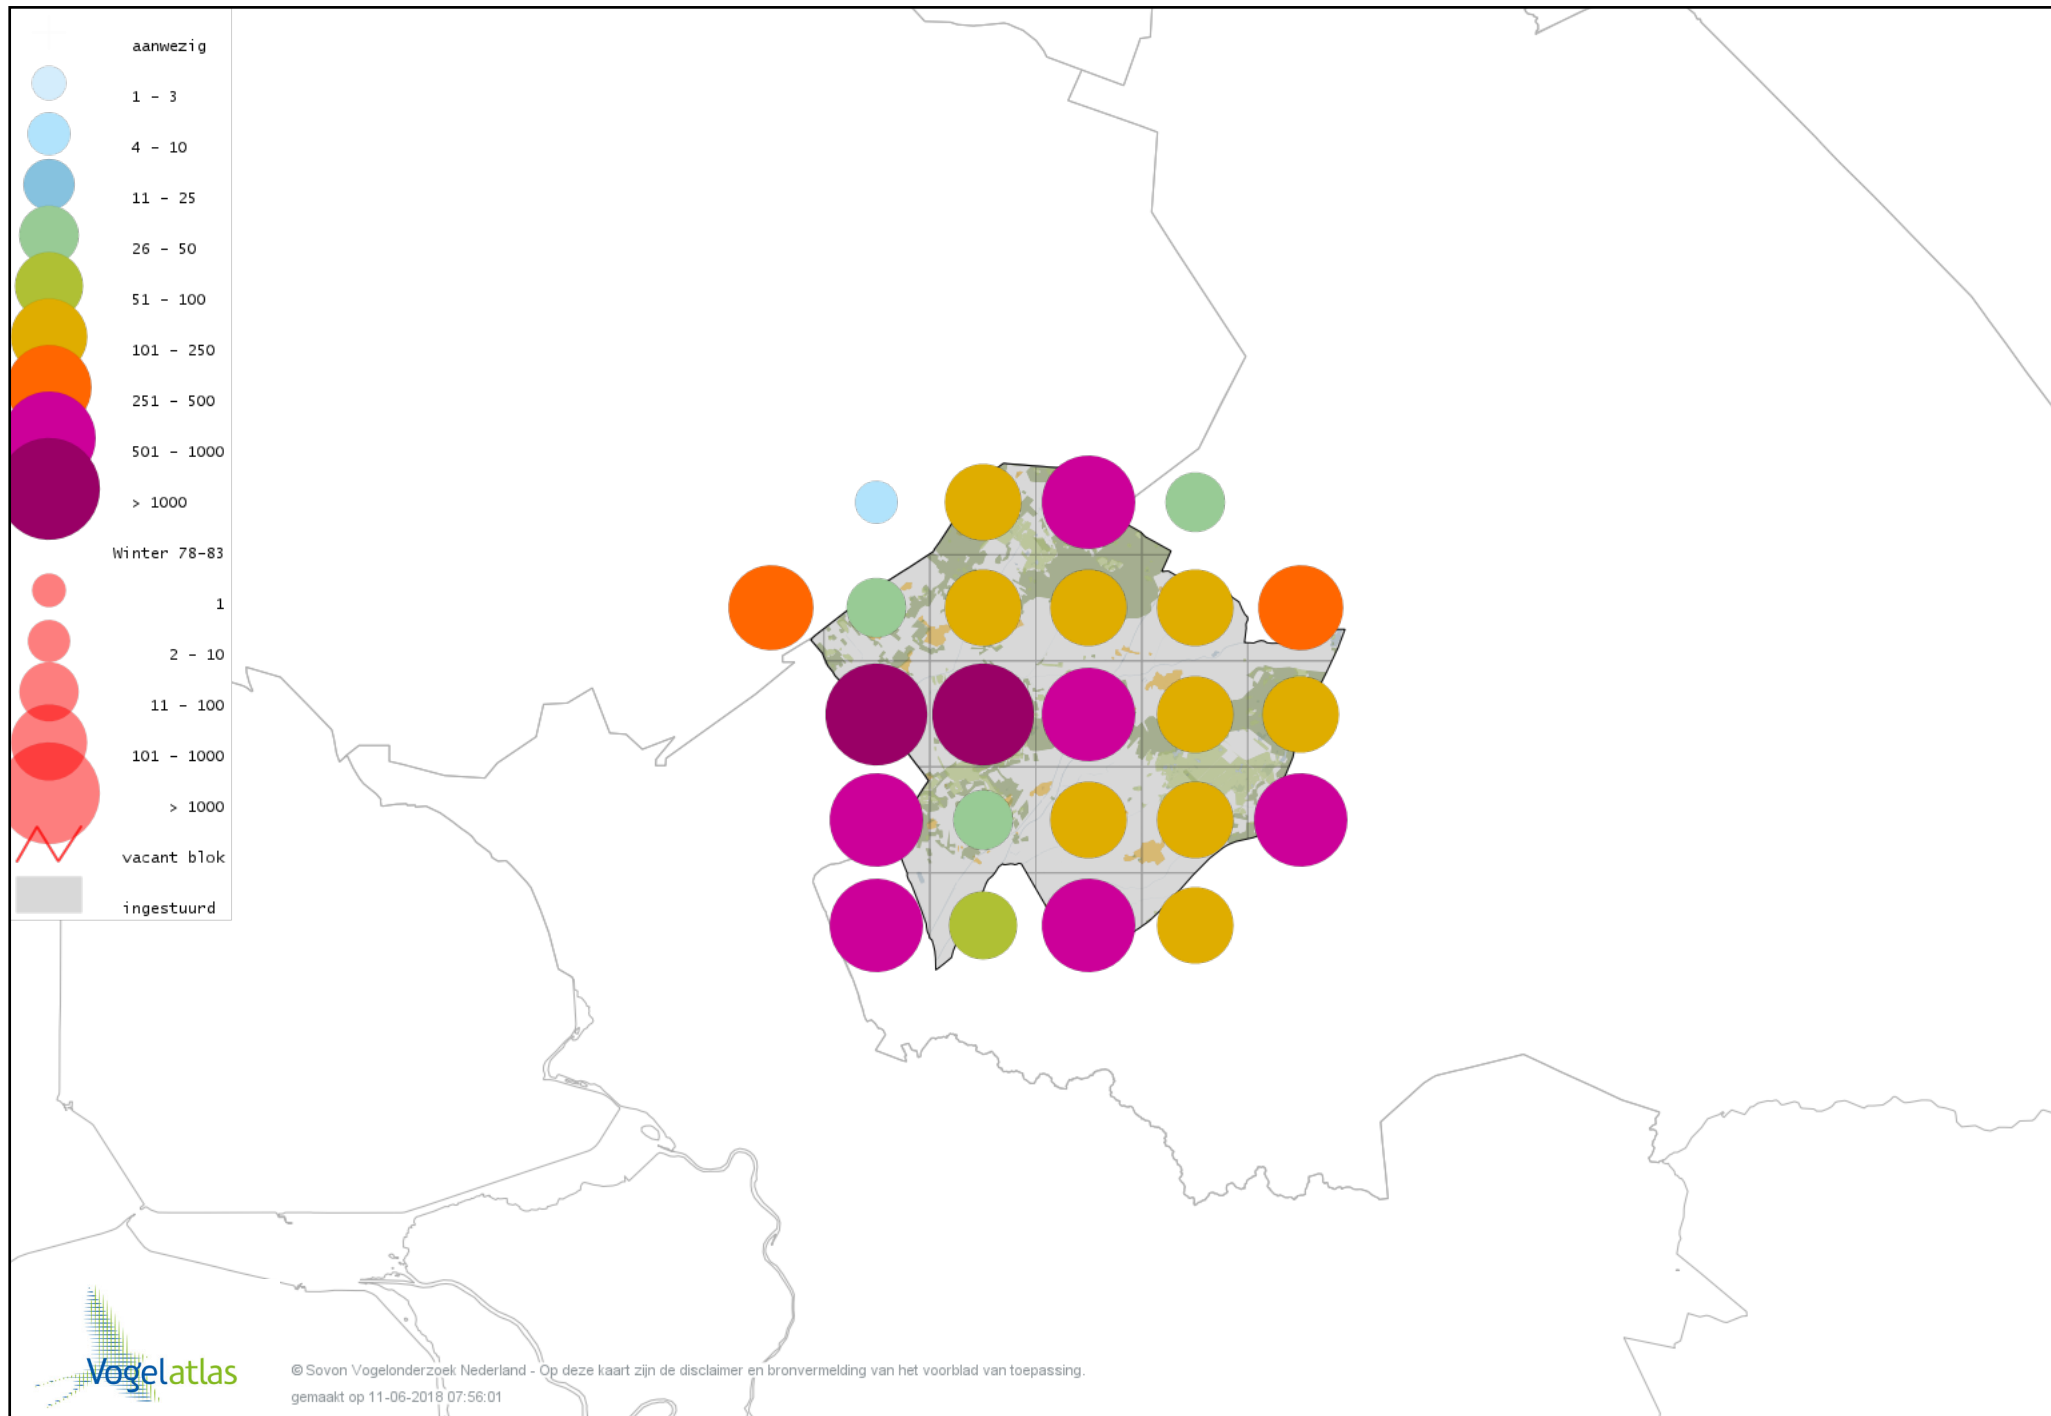 aanwezig
1 - 3
4 - 10
11 - 25
26 - 50
51 - 100
101 - 250
251 - 500
501 - 1000
> 1000
Winter 78-83
1
2 - 10
11 - 100
101 - 1000
> 1000
vacant blok
ingestuurd
Vogelatlas
© Sovon Vogelonderzoek Nederland - Op deze kaart zijn de disclaimer en bronvermelding van het voorblad van toepassing.
gemaakt op 11-06-2018 07:56:01